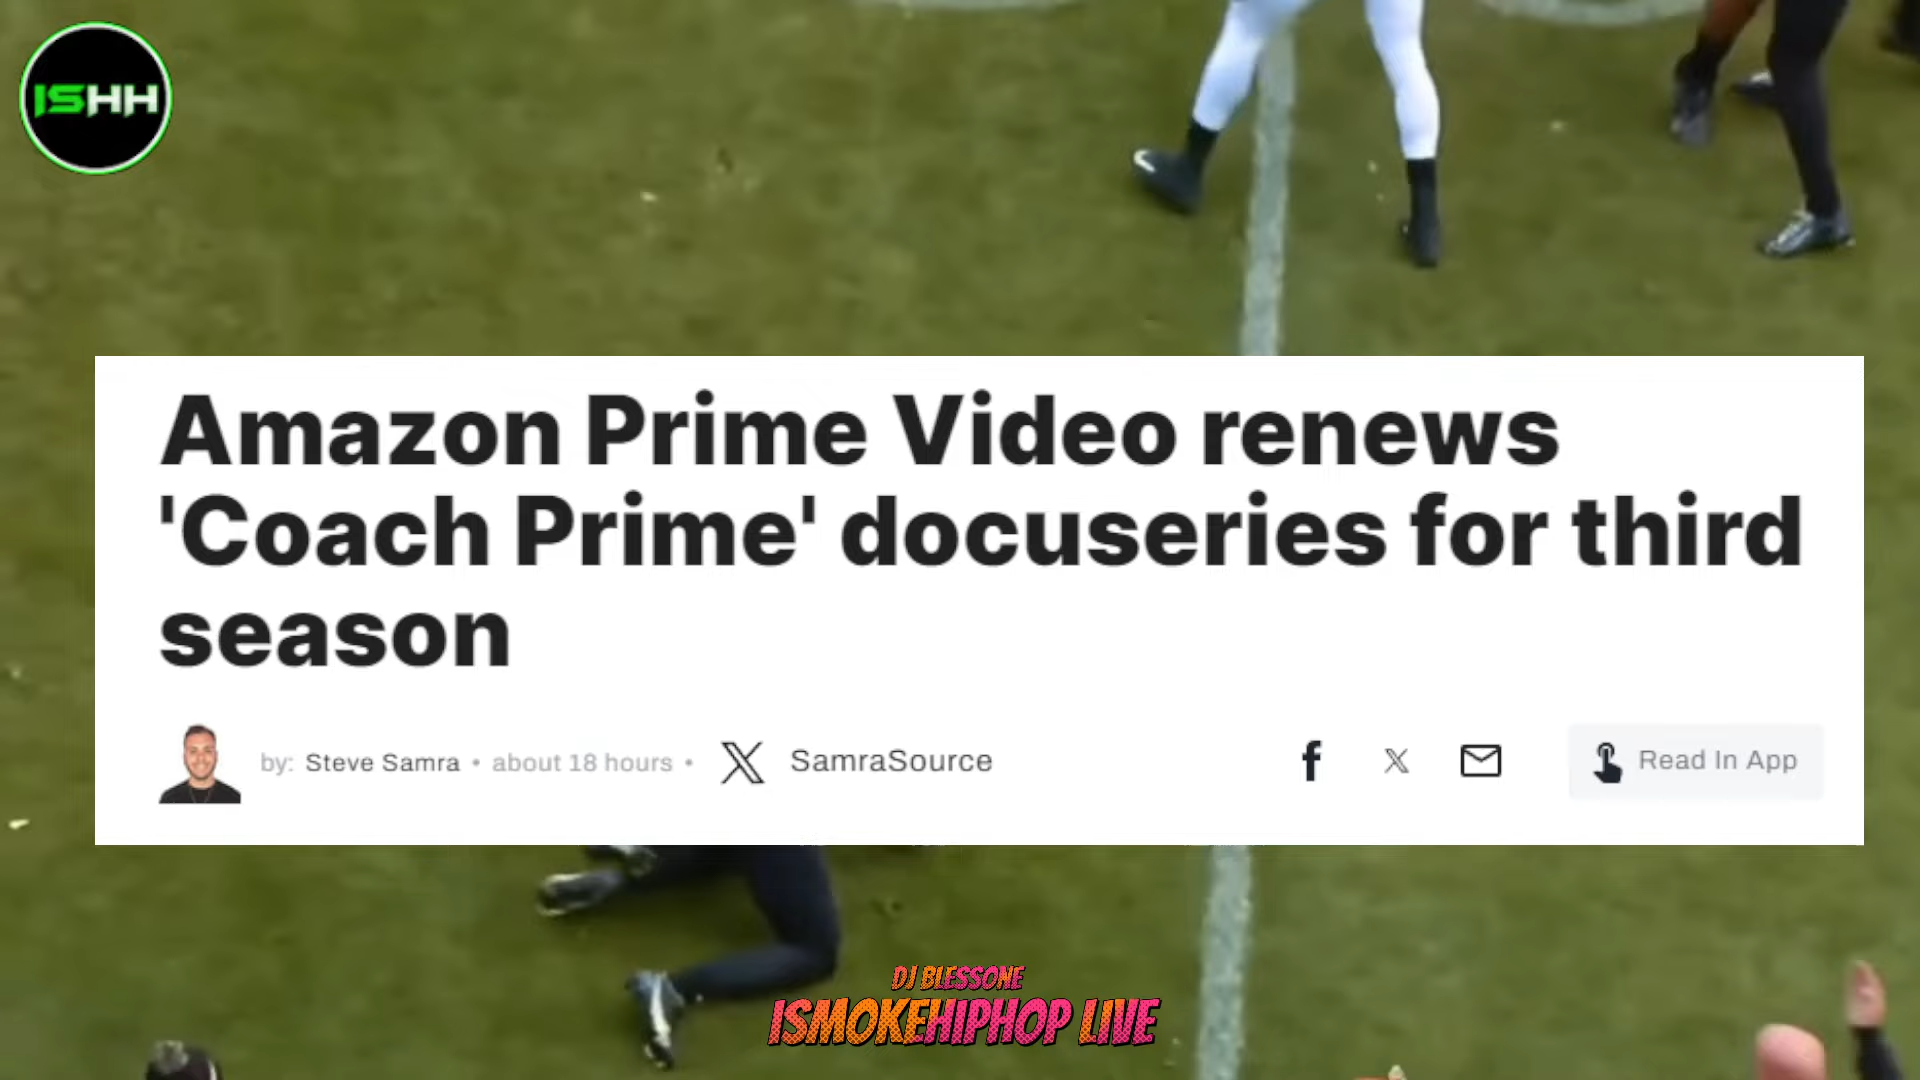 ISHH
Amazon Prime Video renews
'Coach Prime' docuseries for third
season
by: Steve Samra • about 18 hours • SamraSource
Read In App
DJ BLESSONE
ISMOKEHIPHOP LIVE